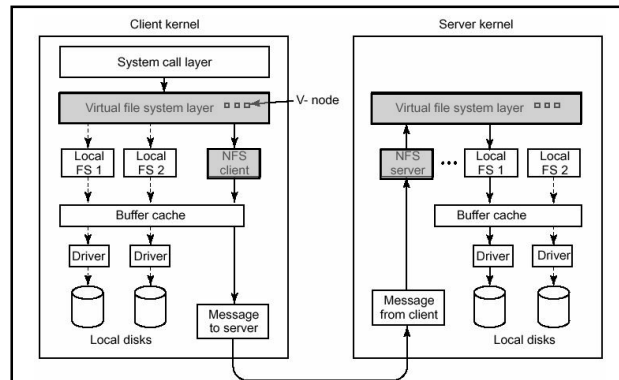 Client kernel
System call layer
Virtual file system layer
V- node
Local
FS 1
Local
FS 2
NFS
client
Buffer cache
Driver
Driver
Message
to server
Local disks
Server kernel
Virtual file system layer
NFS
server
Local
FS 1
Local
FS 2
Buffer cache
Driver
Driver
Message
from client
Local disks